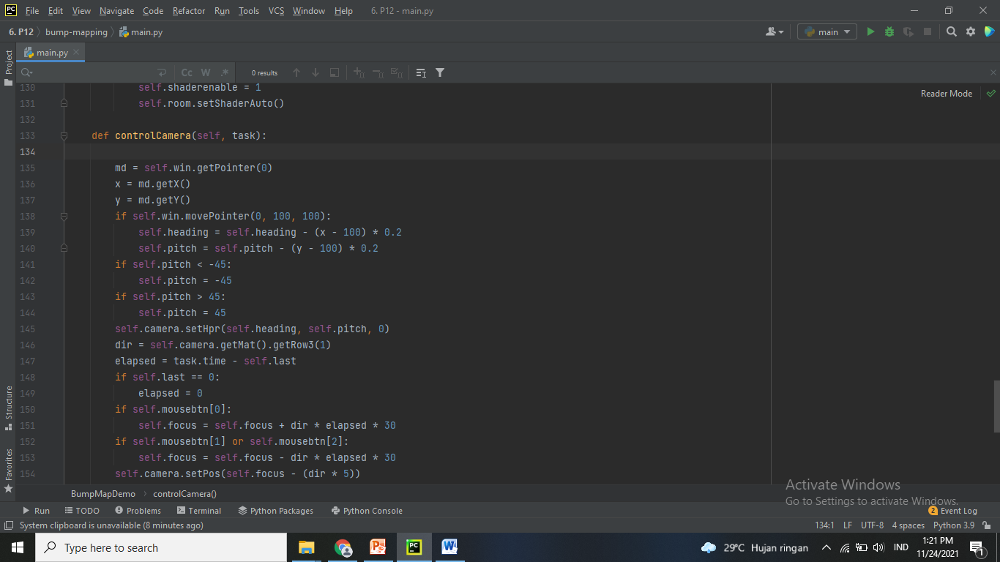 File Edit View Navigate Code Refactor Run Tools VCS Window Help 6. P12 - main.py
6. P12 bump-mapping main.py main
main.py
Project
Cc W .* 0 results
Reader Mode
130 self.shaderenable = 1
131 self.room.setShaderAuto()
132
133 def controlCamera(self, task):
134
135 md = self.win.getPointer(0)
136 x = md.getX()
137 y = md.getY()
138 if self.win.movePointer(0, 100, 100):
139 self.heading = self.heading - (x - 100) * 0.2
140 self.pitch = self.pitch - (y - 100) * 0.2
141 if self.pitch < -45:
142 self.pitch = -45
143 if self.pitch > 45:
144 self.pitch = 45
145 self.camera.setHpr(self.heading, self.pitch, 0)
146 dir = self.camera.getMat().getRow3(1)
147 elapsed = task.time - self.last
148 if self.last == 0:
149 elapsed = 0
150 if self.mousebtn[0]:
151 self.focus = self.focus + dir * elapsed * 30
152 if self.mousebtn[1] or self.mousebtn[2]:
153 self.focus = self.focus - dir * elapsed * 30
154 self.camera.setPos(self.focus - (dir * 5))
Structure
Favorites
Activate Windows
Go to Settings to activate Windows.
BumpMapDemo controlCamera()
Run TODO Problems Terminal Python Packages Python Console 2 Event Log
System clipboard is unavailable (8 minutes ago) 134:1 LF UTF-8 4 spaces Python 3.9
Type here to search 29°C Hujan ringan IND 1:21 PM
11/24/2021 1